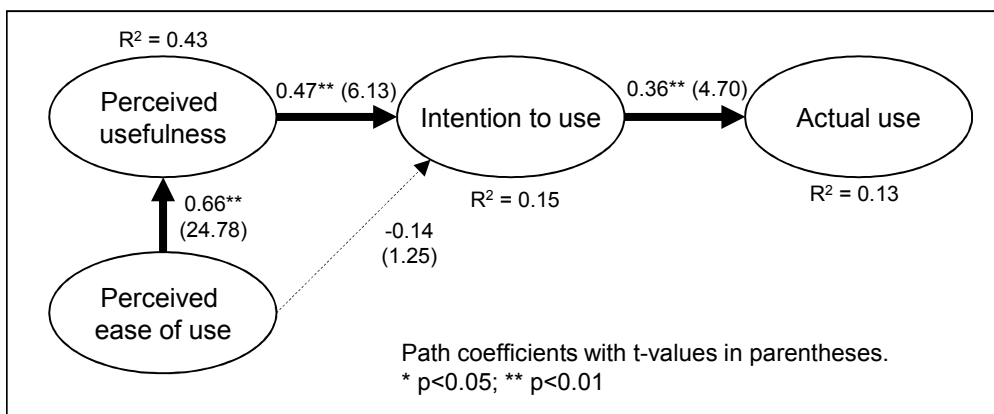 R² = 0.43
Perceived
usefulness
0.47** (6.13)
Intention to use
R² = 0.15
0.36** (4.70)
Actual use
R² = 0.13
0.66**
(24.78)
-0.14
(1.25)
Perceived
ease of use
Path coefficients with t-values in parentheses.
* p<0.05; ** p<0.01